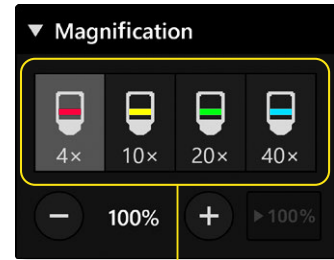 ▼ Magnification
4× 10× 20× 40×
− 100% + ▶100%